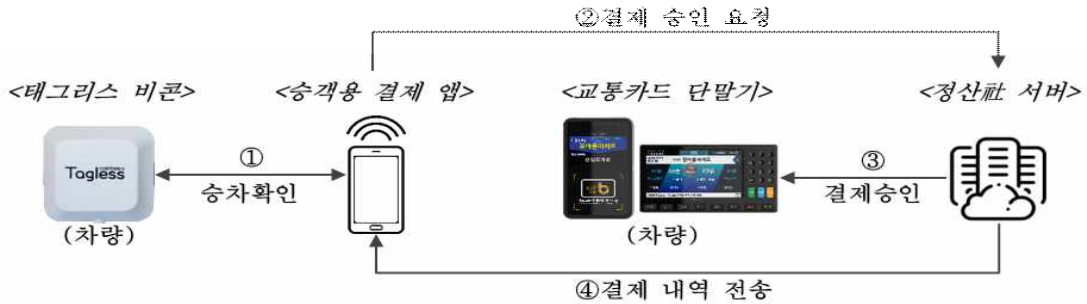 ②결제 승인 요청
<태그리스 비콘>
<승객용 결제 앱>
<교통카드 단말기>
<정산社 서버>
Tagless
①
승차확인
③
결제승인
(차량)
(차량)
④결제 내역 전송